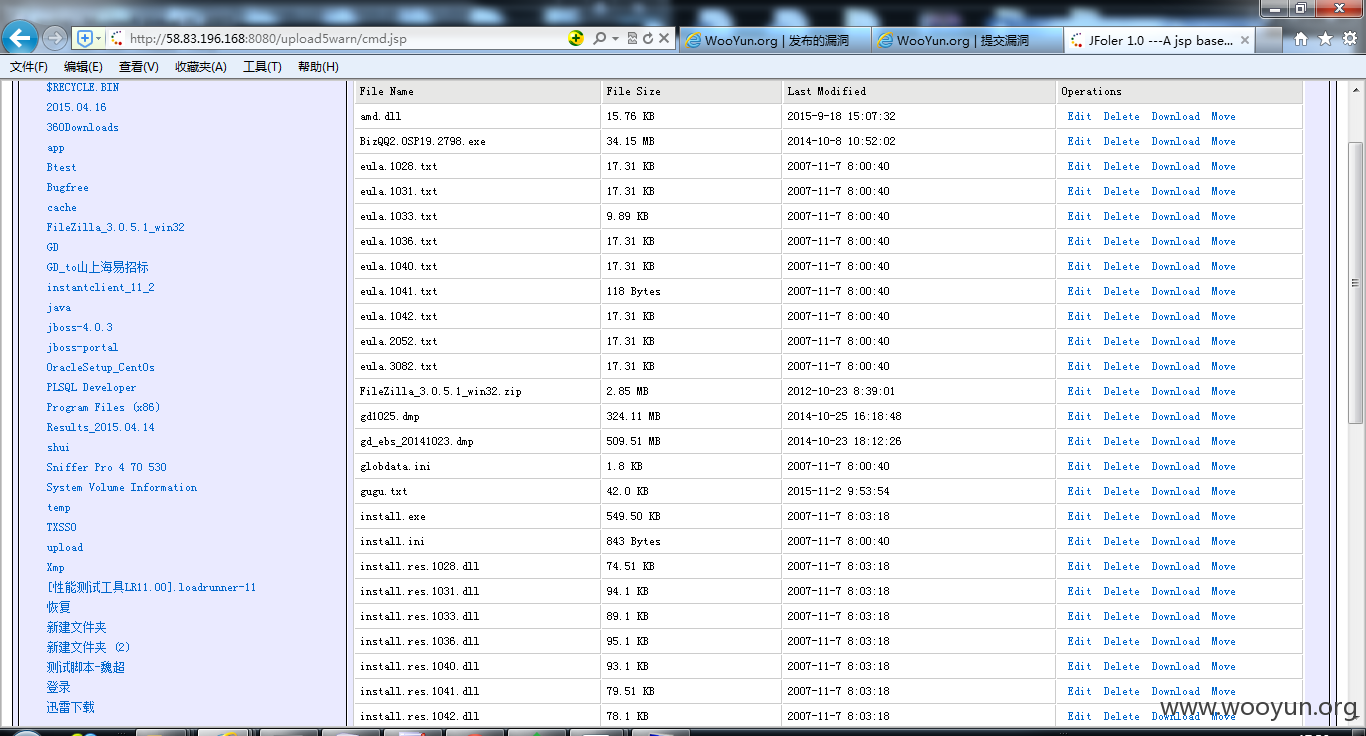 http://58.83.196.168:8080/upload5warn/cmd.jsp
WooYun.org | 发布的漏洞
WooYun.org | 提交漏洞
JFoler 1.0 ---A jsp base...
文件(F) 编辑(E) 查看(V) 收藏夹(A) 工具(T) 帮助(H)
$RECYCLE.BIN
2015.04.16
360Downloads
app
Btest
Bugfree
cache
FileZilla_3.0.5.1_win32
GD
GD_to山上海易招标
instantclient_11_2
java
jboss-4.0.3
jboss-portal
OracleSetup_CentOs
PLSQL Developer
Program Files (x86)
Results_2015.04.14
shui
Sniffer Pro 4 70 530
System Volume Information
temp
TXSSO
upload
Xmp
[性能测试工具LR11.00].loadrunner-11
恢复
新建文件夹
新建文件夹 (2)
测试脚本-魏超
登录
迅雷下载
File Name File Size Last Modified Operations
amd.dll 15.76 KB 2015-9-18 15:07:32 Edit Delete Download Move
BizQQ2.0SP19.2798.exe 34.15 MB 2014-10-8 10:52:02 Edit Delete Download Move
eula.1028.txt 17.31 KB 2007-11-7 8:00:40 Edit Delete Download Move
eula.1031.txt 17.31 KB 2007-11-7 8:00:40 Edit Delete Download Move
eula.1033.txt 9.89 KB 2007-11-7 8:00:40 Edit Delete Download Move
eula.1036.txt 17.31 KB 2007-11-7 8:00:40 Edit Delete Download Move
eula.1040.txt 17.31 KB 2007-11-7 8:00:40 Edit Delete Download Move
eula.1041.txt 118 Bytes 2007-11-7 8:00:40 Edit Delete Download Move
eula.1042.txt 17.31 KB 2007-11-7 8:00:40 Edit Delete Download Move
eula.2052.txt 17.31 KB 2007-11-7 8:00:40 Edit Delete Download Move
eula.3082.txt 17.31 KB 2007-11-7 8:00:40 Edit Delete Download Move
FileZilla_3.0.5.1_win32.zip 2.85 MB 2012-10-23 8:39:01 Edit Delete Download Move
gd1025.dmp 324.11 MB 2014-10-25 16:18:48 Edit Delete Download Move
gd_ebs_20141023.dmp 509.51 MB 2014-10-23 18:12:26 Edit Delete Download Move
globdata.ini 1.8 KB 2007-11-7 8:00:40 Edit Delete Download Move
gugu.txt 42.0 KB 2015-11-2 9:53:54 Edit Delete Download Move
install.exe 549.50 KB 2007-11-7 8:03:18 Edit Delete Download Move
install.ini 843 Bytes 2007-11-7 8:00:40 Edit Delete Download Move
install.res.1028.dll 74.51 KB 2007-11-7 8:03:18 Edit Delete Download Move
install.res.1031.dll 94.1 KB 2007-11-7 8:03:18 Edit Delete Download Move
install.res.1033.dll 89.1 KB 2007-11-7 8:03:18 Edit Delete Download Move
install.res.1036.dll 95.1 KB 2007-11-7 8:03:18 Edit Delete Download Move
install.res.1040.dll 93.1 KB 2007-11-7 8:03:18 Edit Delete Download Move
install.res.1041.dll 79.51 KB 2007-11-7 8:03:18 Edit Delete Download Move
install.res.1042.dll 78.1 KB 2007-11-7 8:03:18 Edit Delete Download Move
www.wooyun.org